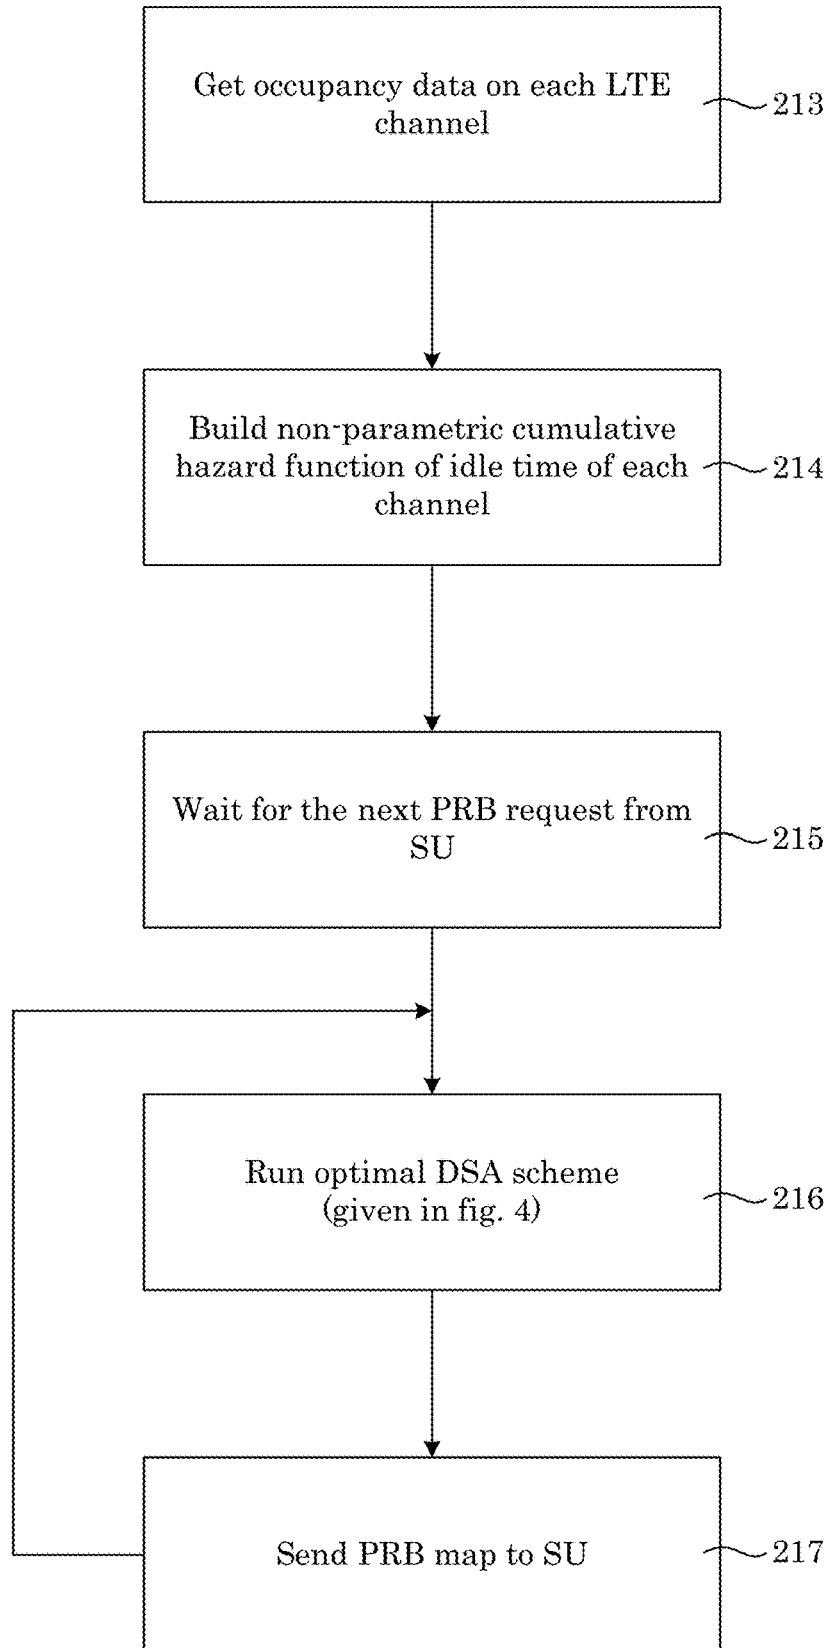 Get occupancy data on each LTE
channel
213
Build non-parametric cumulative
hazard function of idle time of each
channel
214
Wait for the next PRB request from
SU
215
Run optimal DSA scheme
(given in fig. 4)
216
Send PRB map to SU
217